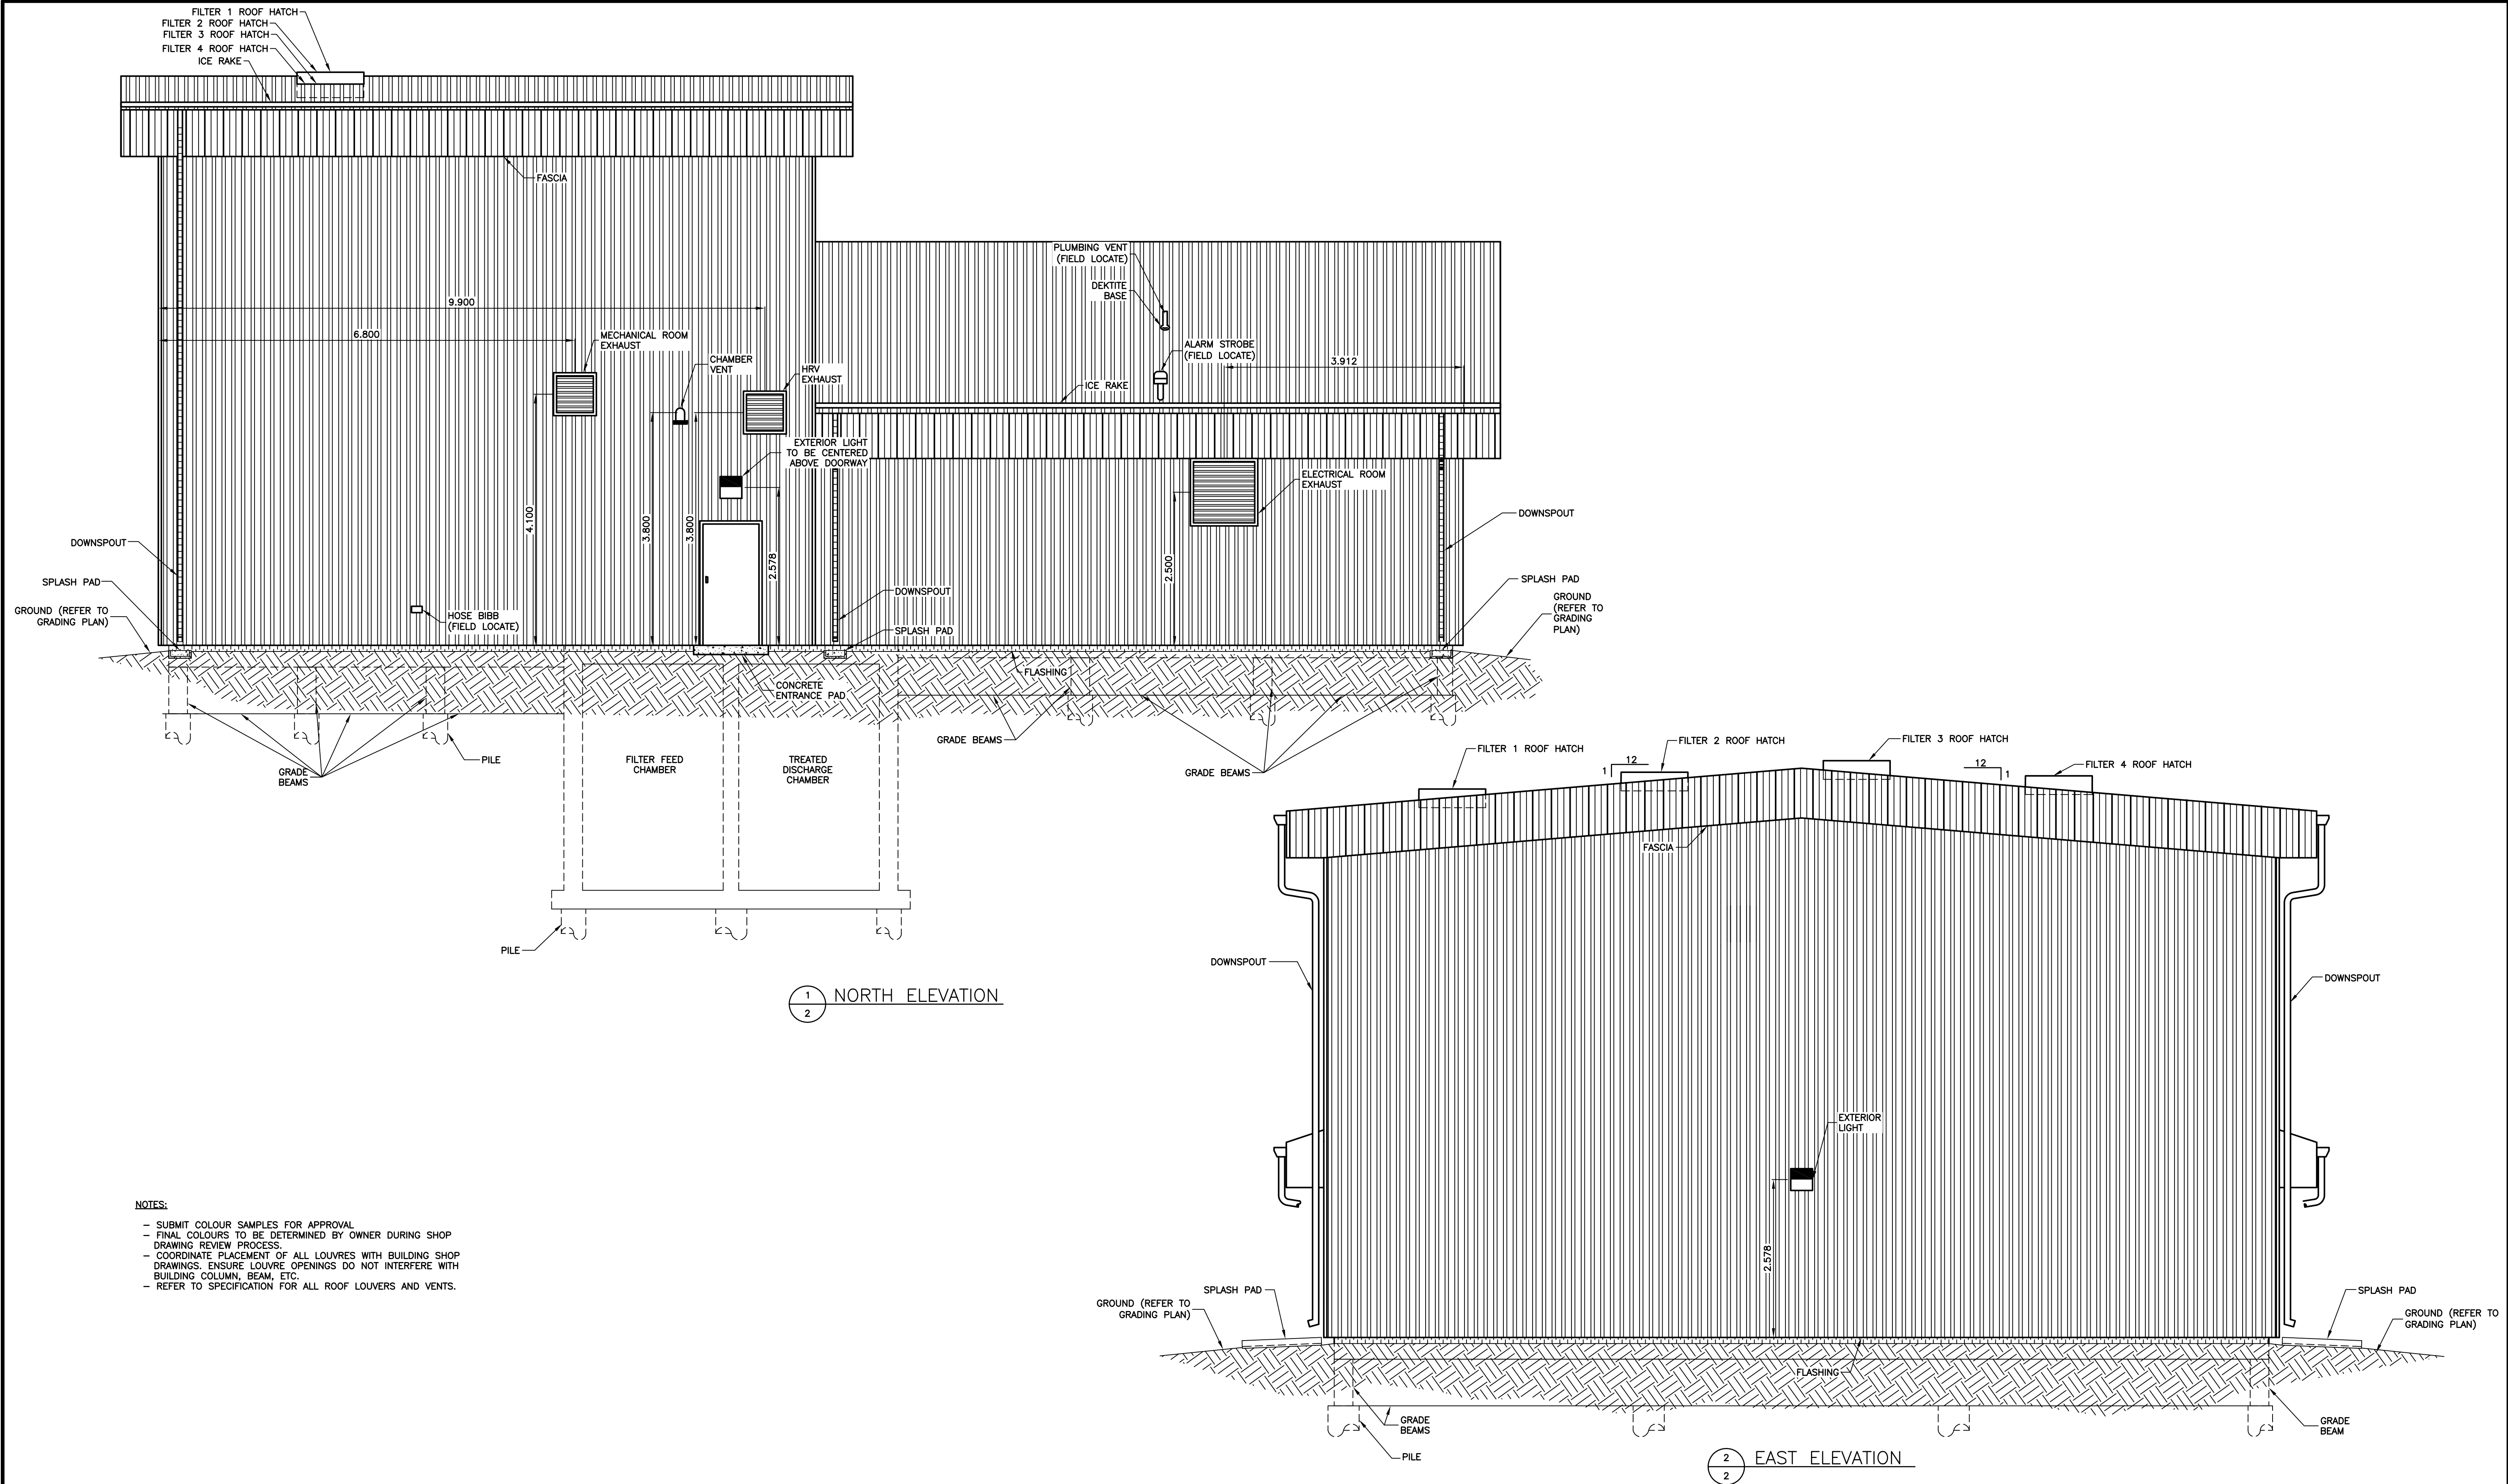 FILTER 1 ROOF HATCH
FILTER 2 ROOF HATCH
FILTER 3 ROOF HATCH
FILTER 4 ROOF HATCH
ICE RAKE
FASCIA
9.900
6.800
MECHANICAL ROOM
EXHAUST
CHAMBER
VENT
HRV
EXHAUST
EXTERIOR LIGHT
TO BE CENTERED
ABOVE DOORWAY
4.100
3.800
3.800
2.578
PLUMBING VENT
(FIELD LOCATE)
DEKTITE
BASE
ALARM STROBE
(FIELD LOCATE)
3.912
ICE RAKE
ELECTRICAL ROOM
EXHAUST
2.500
DOWNSPOUT
SPLASH PAD
GROUND
(REFER TO
GRADING
PLAN)
DOWNSPOUT
SPLASH PAD
GROUND (REFER TO
GRADING PLAN)
HOSE BIBB
(FIELD LOCATE)
DOWNSPOUT
SPLASH PAD
FLASHING
CONCRETE
ENTRANCE PAD
GRADE BEAMS
GRADE BEAMS
GRADE
BEAMS
PILE
FILTER FEED
CHAMBER
TREATED
DISCHARGE
CHAMBER
PILE
1
2
NORTH ELEVATION
FILTER 1 ROOF HATCH
12
1
FILTER 2 ROOF HATCH
FILTER 3 ROOF HATCH
12
1
FILTER 4 ROOF HATCH
FASCIA
DOWNSPOUT
DOWNSPOUT
EXTERIOR
LIGHT
2.578
SPLASH PAD
GROUND (REFER TO
GRADING PLAN)
SPLASH PAD
GROUND (REFER TO
GRADING PLAN)
FLASHING
GRADE
BEAMS
PILE
GRADE
BEAM
2
2
EAST ELEVATION
NOTES:
– SUBMIT COLOUR SAMPLES FOR APPROVAL
– FINAL COLOURS TO BE DETERMINED BY OWNER DURING SHOP
DRAWING REVIEW PROCESS.
– COORDINATE PLACEMENT OF ALL LOUVRES WITH BUILDING SHOP
DRAWINGS. ENSURE LOUVRE OPENINGS DO NOT INTERFERE WITH
BUILDING COLUMN, BEAM, ETC.
– REFER TO SPECIFICATION FOR ALL ROOF LOUVERS AND VENTS.